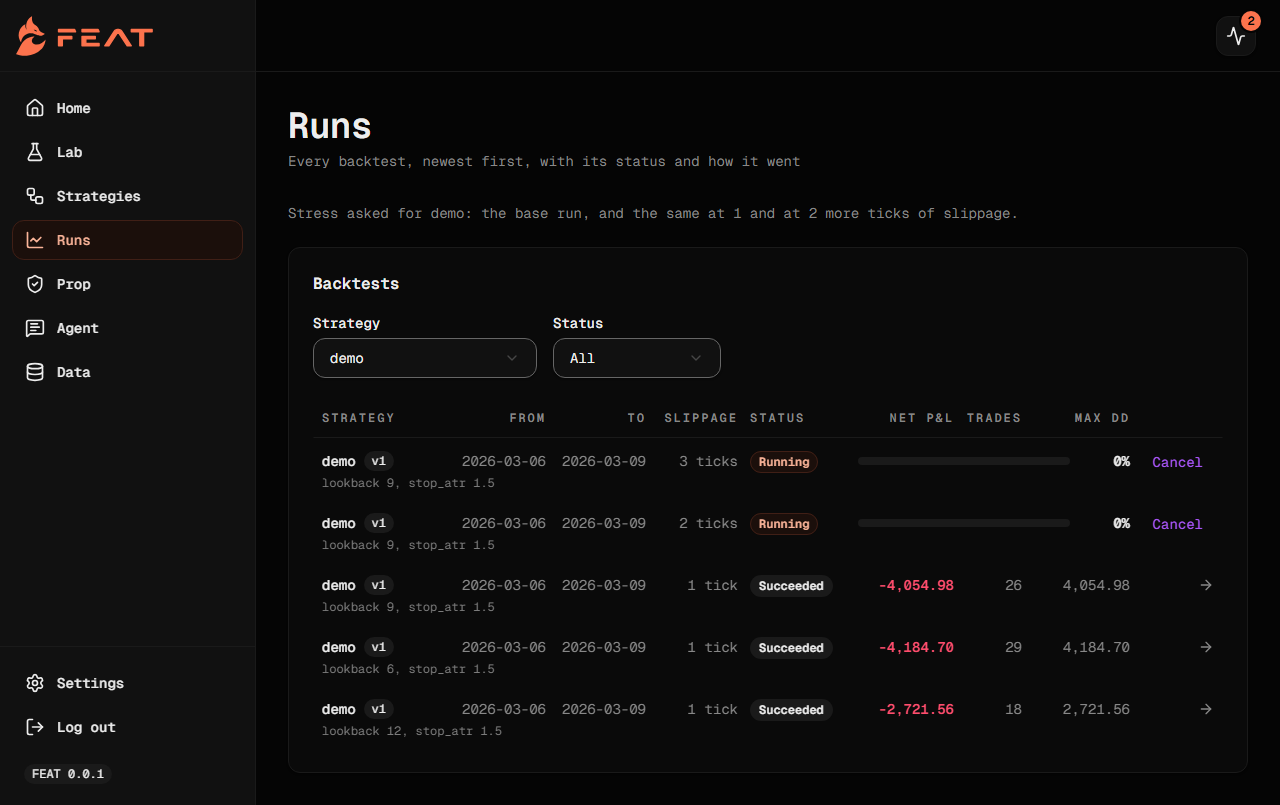 FEAT
2
Home
Lab
Strategies
Runs
Prop
Agent
Data
Settings
Log out
FEAT 0.0.1
Runs
Every backtest, newest first, with its status and how it went
Stress asked for demo: the base run, and the same at 1 and at 2 more ticks of slippage.
Backtests
Strategy Status
demo All
STRATEGY FROM TO SLIPPAGE STATUS NET P&L TRADES MAX DD
demo v1 2026-03-06 2026-03-09 3 ticks Running 0% Cancel
lookback 9, stop_atr 1.5
demo v1 2026-03-06 2026-03-09 2 ticks Running 0% Cancel
lookback 9, stop_atr 1.5
demo v1 2026-03-06 2026-03-09 1 tick Succeeded -4,054.98 26 4,054.98 →
lookback 9, stop_atr 1.5
demo v1 2026-03-06 2026-03-09 1 tick Succeeded -4,184.70 29 4,184.70 →
lookback 6, stop_atr 1.5
demo v1 2026-03-06 2026-03-09 1 tick Succeeded -2,721.56 18 2,721.56 →
lookback 12, stop_atr 1.5